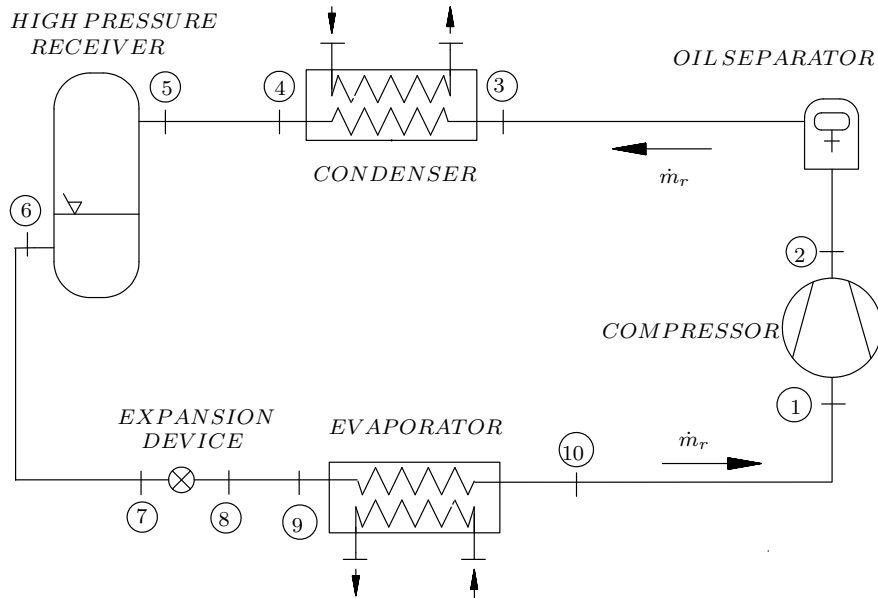 HIGH PRESSURE
RECEIVER
OIL SEPARATOR
5
4
3
CONDENSER
ṁr
6
2
COMPRESSOR
1
EXPANSION
DEVICE
EVAPORATOR
10
ṁr
7
8
9